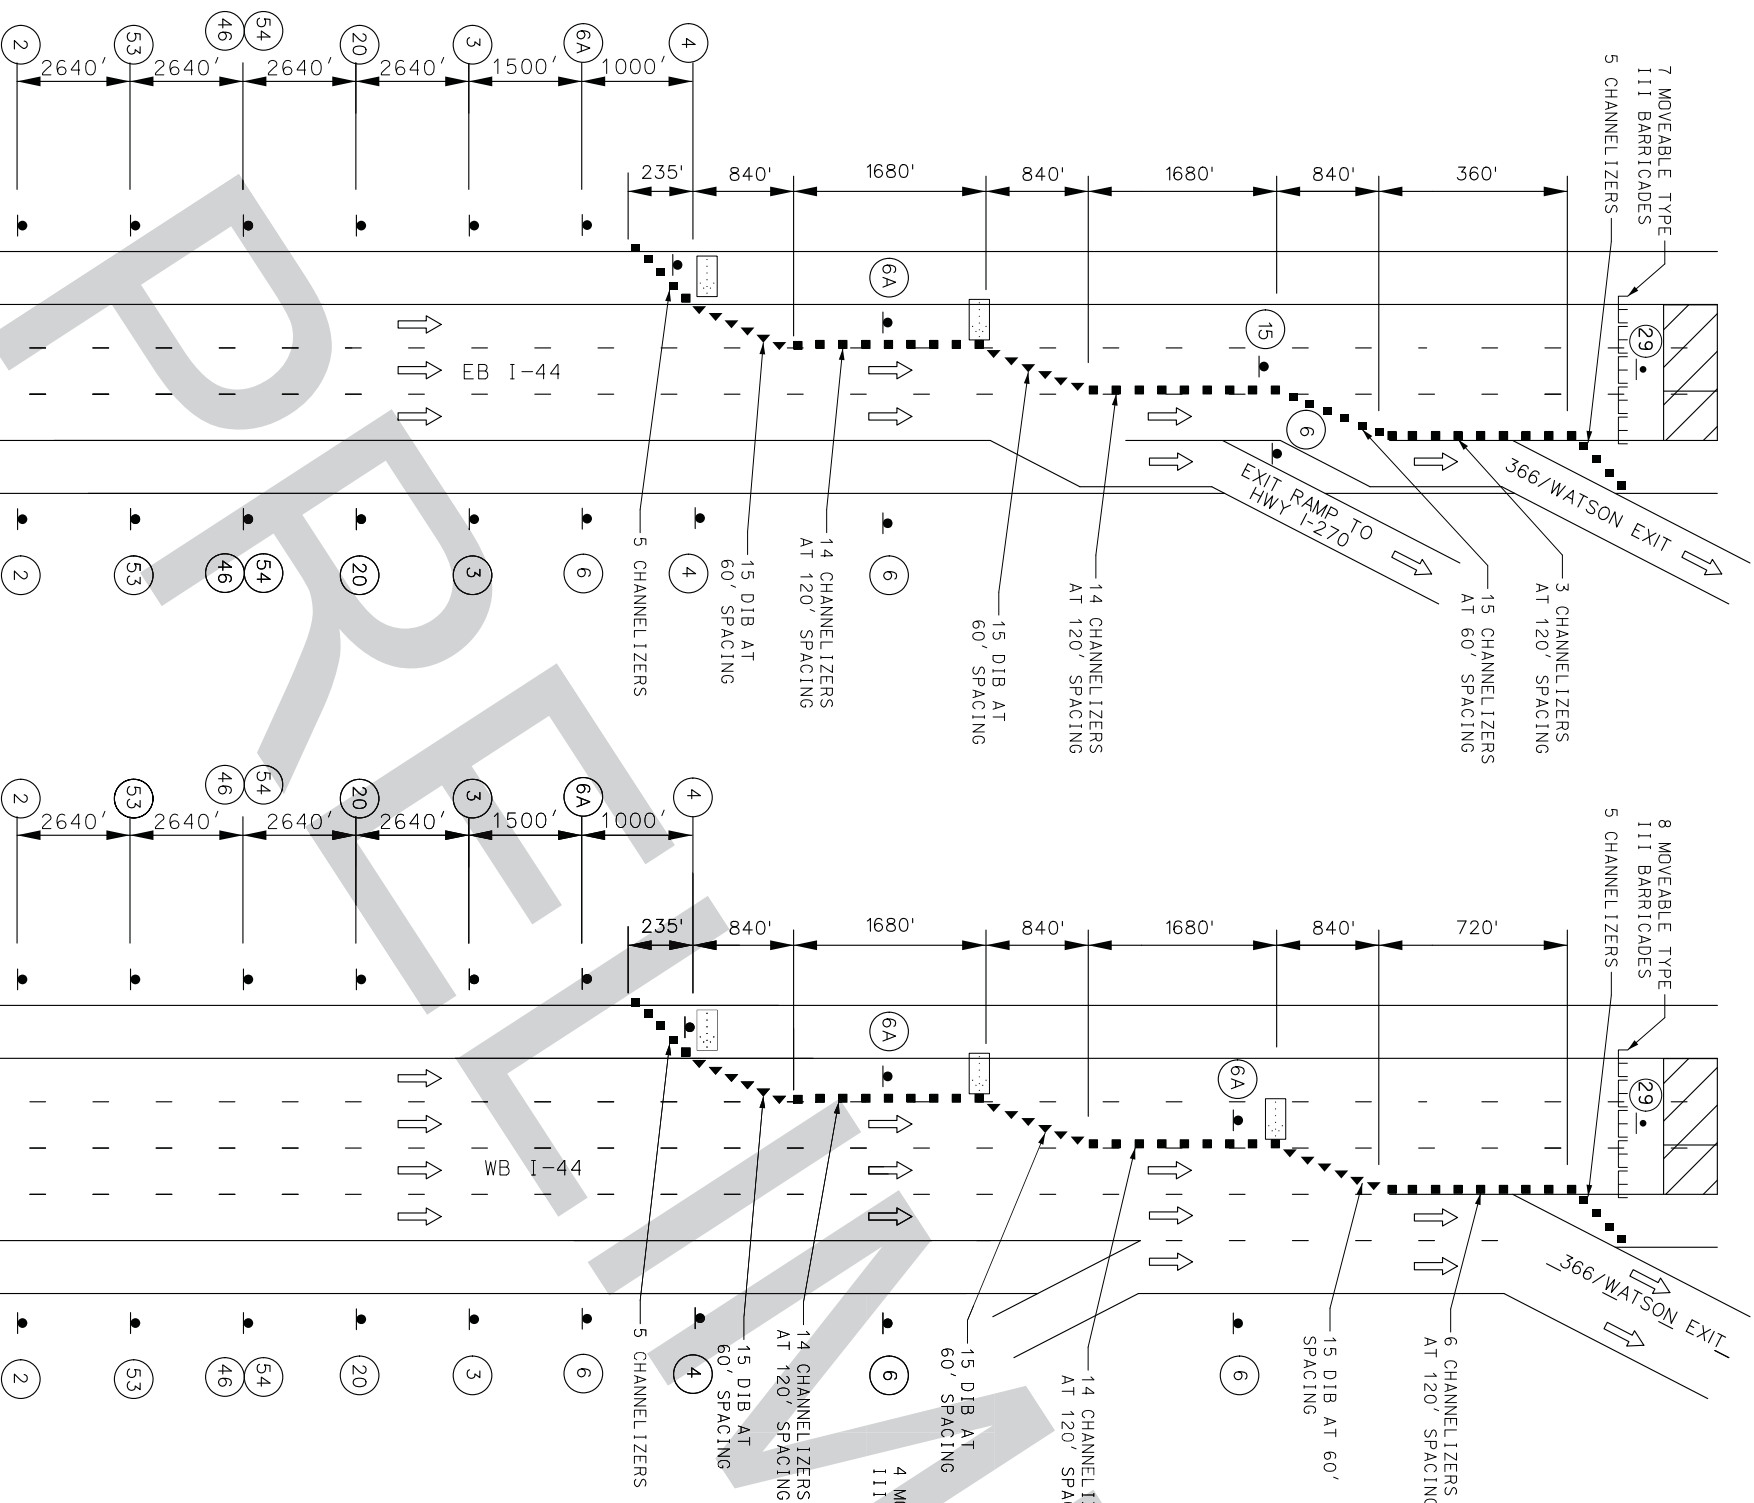 2
53
46
54
20
3
6A
4
2640'
2640'
2640'
2640'
1500'
1000'
235'
840'
1680'
840'
1680'
840'
360'
7 MOVEABLE TYPE
III BARRICADES
5 CHANNELIZERS
6A
15
29
6
EB I-44
EXIT RAMP TO
HWY I-270
366/WATSON EXIT
2
53
46
54
20
3
6
4
6
5 CHANNELIZERS
15 DIB AT
60' SPACING
14 CHANNELIZERS
AT 120' SPACING
15 DIB AT
60' SPACING
14 CHANNELIZERS
AT 120' SPACING
15 CHANNELIZERS
AT 60' SPACING
3 CHANNELIZERS
AT 120' SPACING
2
53
46
54
20
3
6A
4
2640'
2640'
2640'
2640'
1500'
1000'
235'
840'
1680'
840'
1680'
840'
720'
8 MOVEABLE TYPE
III BARRICADES
5 CHANNELIZERS
6A
6A
29
WB I-44
366/WATSON EXIT
2
53
46
54
20
3
6
4
6
6
5 CHANNELIZERS
15 DIB AT
60' SPACING
14 CHANNELIZERS
AT 120' SPACING
15 DIB AT
60' SPACING
14 CHANNELI
AT 120' SPA
15 DIB AT 60'
SPACING
6 CHANNELIZERS
AT 120' SPACING
4 M
III
PRELIM